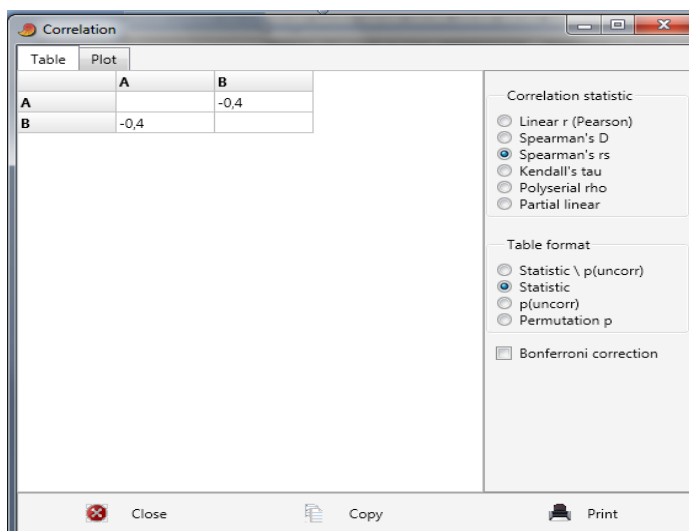 Correlation
Table Plot
A B
A -0,4
B -0,4
Correlation statistic
Linear r (Pearson)
Spearman's D
Spearman's rs
Kendall's tau
Polyserial rho
Partial linear
Table format
Statistic \ p(uncorr)
Statistic
p(uncorr)
Permutation p
Bonferroni correction
Close Copy Print